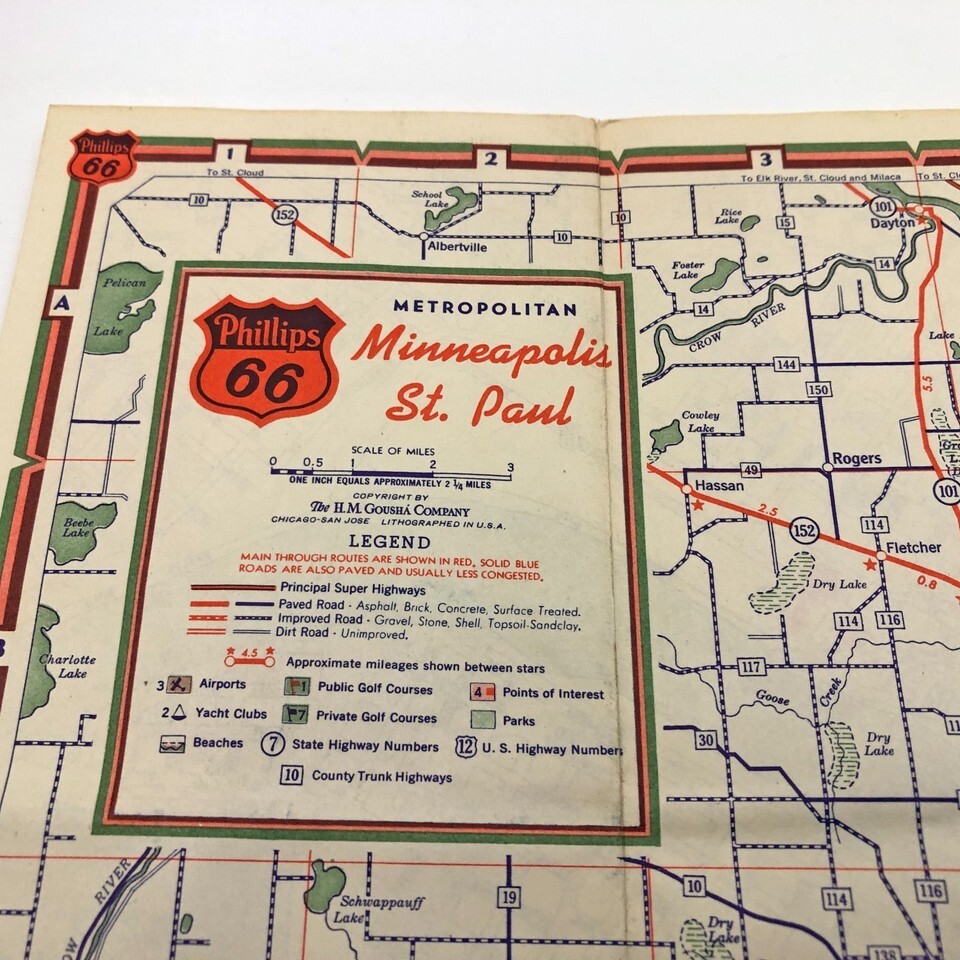 Phillips
66
1
2
3
To St. Cloud
To Elk River, St. Cloud and Milaca
10
152
School
Lake
Albertville
10
10
Rice
Lake
15
101
Dayton
14
Foster
Lake
14
CROW
RIVER
A
Pelican
Lake
Phillips
66
METROPOLITAN
Minneapolis
St. Paul
SCALE OF MILES
0 0.5 1 2 3
ONE INCH EQUALS APPROXIMATELY 2 1/4 MILES
COPYRIGHT BY
The H.M. GOUSHÁ COMPANY
CHICAGO-SAN JOSE LITHOGRAPHED IN U.S.A.
LEGEND
MAIN THROUGH ROUTES ARE SHOWN IN RED. SOLID BLUE
ROADS ARE ALSO PAVED AND USUALLY LESS CONGESTED.
Principal Super Highways
Paved Road - Asphalt, Brick, Concrete, Surface Treated.
Improved Road - Gravel, Stone, Shell, Topsoil-Sandclay.
Dirt Road - Unimproved.
4.5 Approximate mileages shown between stars
3 Airports 1 Public Golf Courses 4 Points of Interest
2 Yacht Clubs 7 Private Golf Courses Parks
Beaches 7 State Highway Numbers 12 U. S. Highway Numbers
10 County Trunk Highways
144
150
Lake
5.5
Cowley
Lake
49
Rogers
Hassan
101
2.5
152
114
Fletcher
0.8
Dry Lake
114
116
117
Goose
Creek
30
Dry
Lake
Beebe
Lake
Charlotte
Lake
RIVER
Schwappauff
Lake
19
10
114
116
Dry
Lake
138